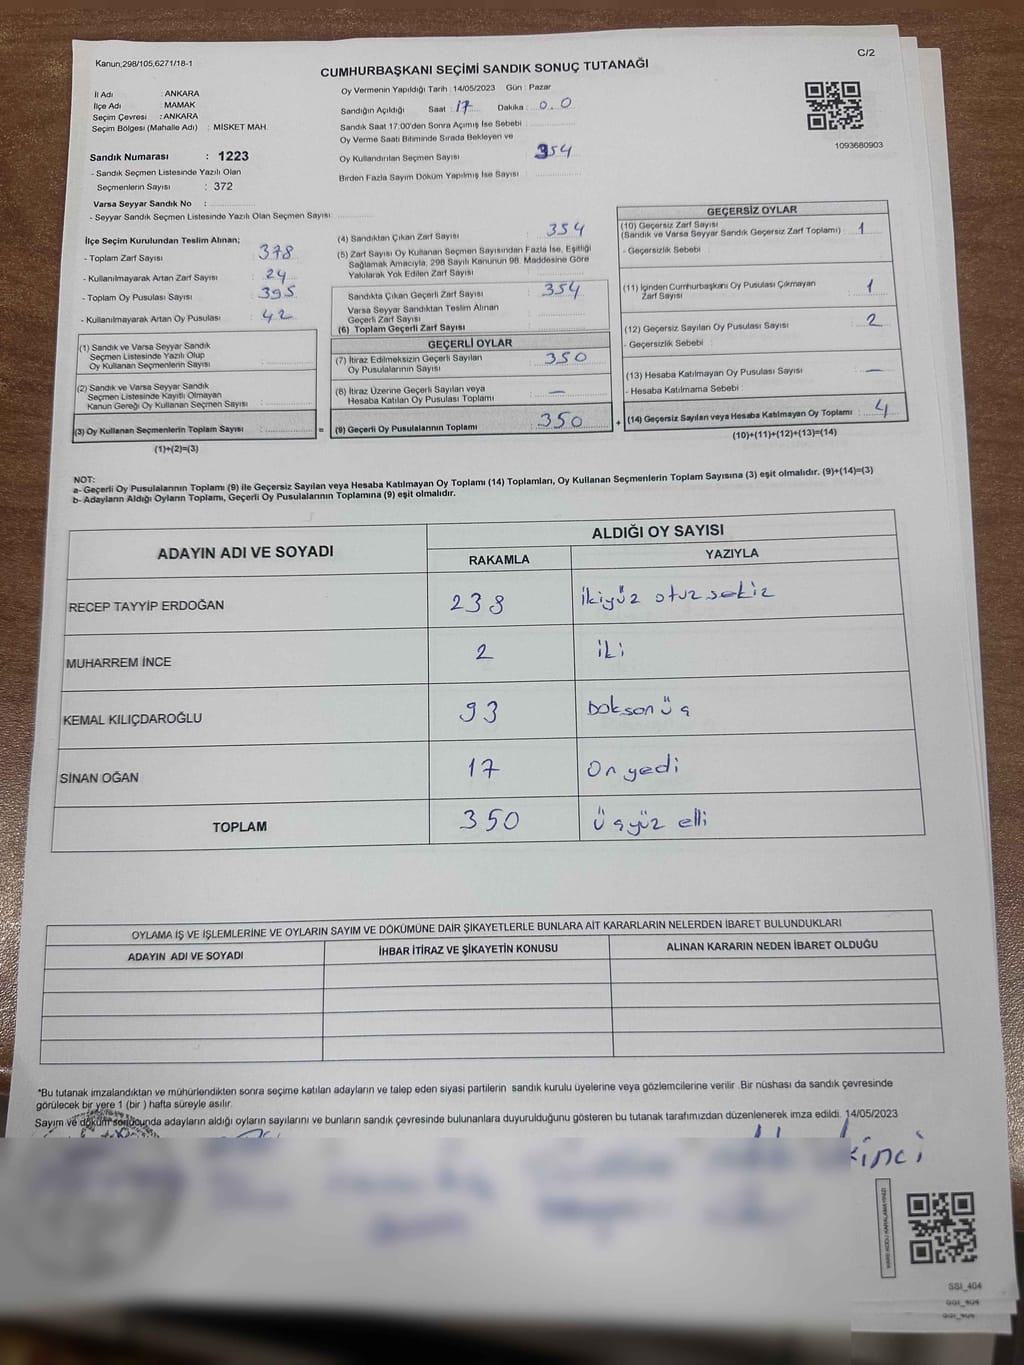 Kanun;298/105,6271/18-1
C/2
CUMHURBAŞKANI SEÇİMİ SANDIK SONUÇ TUTANAĞI
İl Adı : ANKARA
İlçe Adı : MAMAK
Seçim Çevresi : ANKARA
Seçim Bölgesi (Mahalle Adı) : MİSKET MAH.
Sandık Numarası : 1223
- Sandık Seçmen Listesinde Yazılı Olan
Seçmenlerin Sayısı : 372
Varsa Seyyar Sandık No :
- Seyyar Sandık Seçmen Listesinde Yazılı Olan Seçmen Sayısı
Oy Vermenin Yapıldığı Tarih : 14/05/2023 Gün : Pazar
Sandığın Açıldığı Saat : 17 Dakika : 0.0
Sandık Saat 17:00'den Sonra Açımış İse Sebebi :
Oy Verme Saati Bitiminde Sırada Bekleyen ve
Oy Kullandırılan Seçmen Sayısı : 354
Birden Fazla Sayım Döküm Yapılmış İse Sayısı :
1093680903
İlçe Seçim Kurulundan Teslim Alınan;
- Toplam Zarf Sayısı : 378
- Kullanılmayarak Artan Zarf Sayısı : 24
- Toplam Oy Pusulası Sayısı : 395
- Kullanılmayarak Artan Oy Pusulası : 42
(1) Sandık ve Varsa Seyyar Sandık
Seçmen Listesinde Yazılı Olup
Oy Kullanan Seçmenlerin Sayısı :
(2) Sandık ve Varsa Seyyar Sandık
Seçmen Listesinde Kayıtlı Olmayan
Kanun Gereği Oy Kullanan Seçmen Sayısı :
(3) Oy Kullanan Seçmenlerin Toplam Sayısı :
(1)+(2)=(3)
(4) Sandıktan Çıkan Zarf Sayısı : 354
(5) Zarf Sayısı Oy Kullanan Seçmen Sayısından Fazla İse, Eşitliği
Sağlamak Amacıyla, 298 Sayılı Kanunun 98. Maddesine Göre
Yakılarak Yok Edilen Zarf Sayısı :
Sandıkta Çıkan Geçerli Zarf Sayısı : 354
Varsa Seyyar Sandıktan Teslim Alınan
Geçerli Zarf Sayısı :
(6) Toplam Geçerli Zarf Sayısı :
GEÇERLİ OYLAR
(7) İtiraz Edilmeksizin Geçerli Sayılan
Oy Pusulalarının Sayısı : 350
(8) İtiraz Üzerine Geçerli Sayılan veya
Hesaba Katılan Oy Pusulası Toplamı : —
= (9) Geçerli Oy Pusulalarının Toplamı : 350
GEÇERSİZ OYLAR
(10) Geçersiz Zarf Sayısı
(Sandık ve Varsa Seyyar Sandık Geçersiz Zarf Toplamı) : 1
- Geçersizlik Sebebi :
(11) İçinden Cumhurbaşkanı Oy Pusulası Çıkmayan
Zarf Sayısı : 1
(12) Geçersiz Sayılan Oy Pusulası Sayısı : 2
- Geçersizlik Sebebi :
(13) Hesaba Katılmayan Oy Pusulası Sayısı : —
- Hesaba Katılmama Sebebi :
+ (14) Geçersiz Sayılan veya Hesaba Katılmayan Oy Toplamı : 4
(10)+(11)+(12)+(13)=(14)
NOT:
a- Geçerli Oy Pusulalarının Toplamı (9) ile Geçersiz Sayılan veya Hesaba Katılmayan Oy Toplamı (14) Toplamları, Oy Kullanan Seçmenlerin Toplam Sayısına (3) eşit olmalıdır. (9)+(14)=(3)
b- Adayların Aldığı Oyların Toplamı, Geçerli Oy Pusulalarının Toplamına (9) eşit olmalıdır.
ADAYIN ADI VE SOYADI
ALDIĞI OY SAYISI
RAKAMLA YAZIYLA
RECEP TAYYİP ERDOĞAN 238 ikiyüz otuz sekiz
MUHARREM İNCE 2 iki
KEMAL KILIÇDAROĞLU 93 Doksan üç
SİNAN OĞAN 17 On yedi
TOPLAM 350 Üçyüz elli
OYLAMA İŞ VE İŞLEMLERİNE VE OYLARIN SAYIM VE DÖKÜMÜNE DAİR ŞİKAYETLERLE BUNLARA AİT KARARLARIN NELERDEN İBARET BULUNDUKLARI
ADAYIN ADI VE SOYADI İHBAR İTİRAZ VE ŞİKAYETİN KONUSU ALINAN KARARIN NEDEN İBARET OLDUĞU
*Bu tutanak imzalandıktan ve mühürlendikten sonra seçime katılan adayların ve talep eden siyasi partilerin sandık kurulu üyelerine veya gözlemcilerine verilir .Bir nüshası da sandık çevresinde
görülecek bir yere 1 (bir ) hafta süreyle asılır.
Sayım ve döküm sonucunda adayların aldığı oyların sayılarını ve bunların sandık çevresinde bulunanlara duyurulduğunu gösteren bu tutanak tarafımızdan düzenlenerek imza edildi. 14/05/2023
kinci
SSI_404